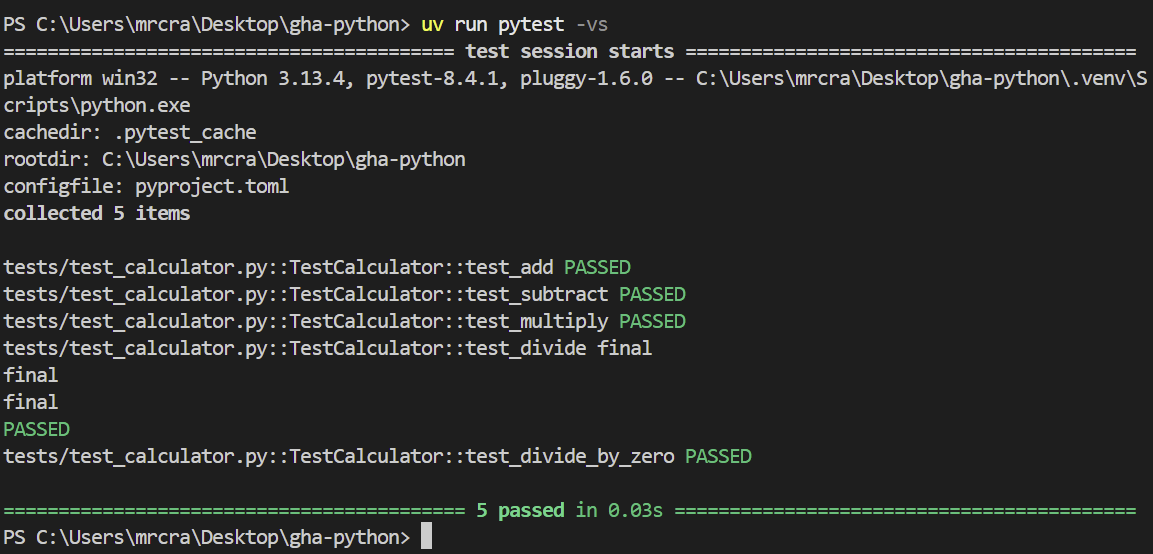 PS C:\Users\mrcra\Desktop\gha-python> uv run pytest -vs
========================================= test session starts =========================================
platform win32 -- Python 3.13.4, pytest-8.4.1, pluggy-1.6.0 -- C:\Users\mrcra\Desktop\gha-python\.venv\S
cripts\python.exe
cachedir: .pytest_cache
rootdir: C:\Users\mrcra\Desktop\gha-python
configfile: pyproject.toml
collected 5 items
tests/test_calculator.py::TestCalculator::test_add PASSED
tests/test_calculator.py::TestCalculator::test_subtract PASSED
tests/test_calculator.py::TestCalculator::test_multiply PASSED
tests/test_calculator.py::TestCalculator::test_divide final
final
final
PASSED
tests/test_calculator.py::TestCalculator::test_divide_by_zero PASSED
========================================== 5 passed in 0.03s ==========================================
PS C:\Users\mrcra\Desktop\gha-python>